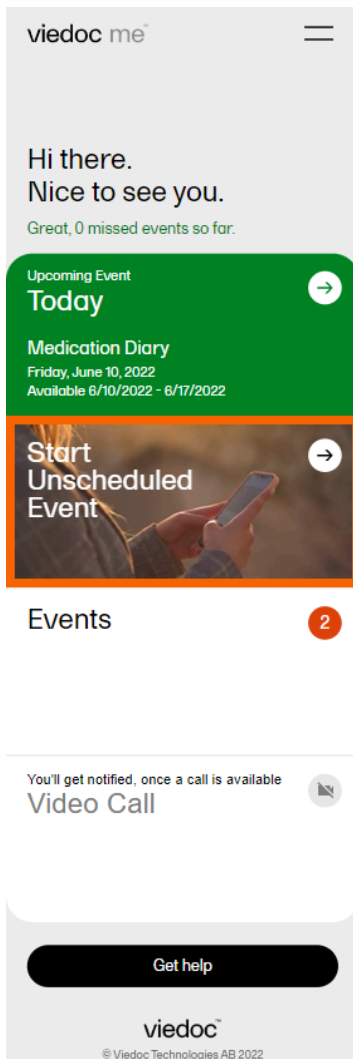 viedoc me™
Hi there.
Nice to see you.
Great, 0 missed events so far.
Upcoming Event
Today
Medication Diary
Friday, June 10, 2022
Available 6/10/2022 - 6/17/2022
Start
Unscheduled
Event
Events
2
You'll get notified, once a call is available
Video Call
Get help
viedoc™
© Viedoc Technologies AB 2022